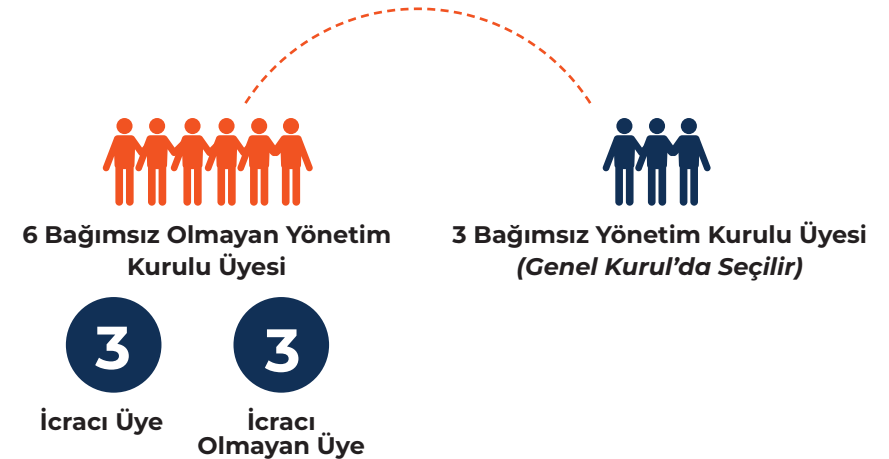 6 Bağımsız Olmayan Yönetim
Kurulu Üyesi
3 Bağımsız Yönetim Kurulu Üyesi
(Genel Kurul’da Seçilir)
3
İcracı Üye
3
İcracı
Olmayan Üye